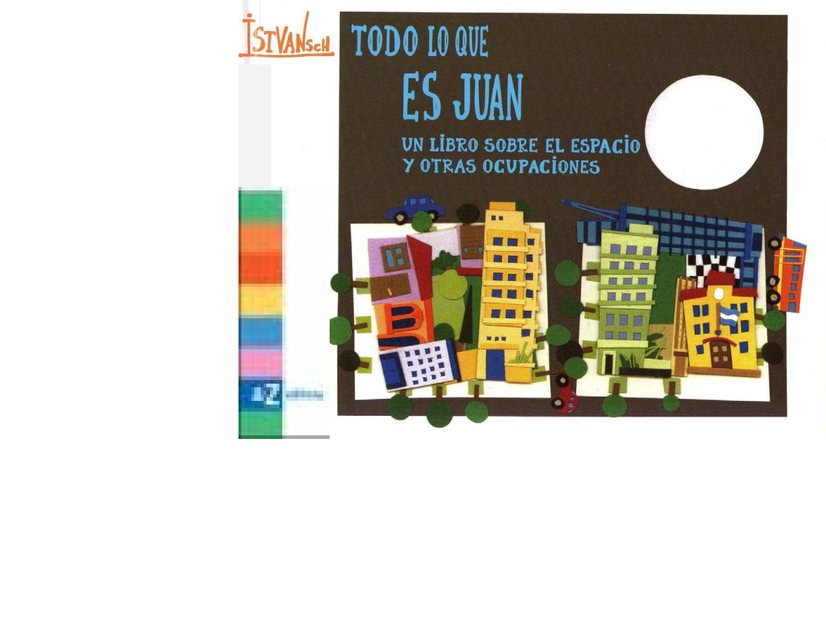 iSTVANSCH
TODO LO QUE
ES JUAN
UN LIBRO SOBRE EL ESPACIO
Y OTRAS OCUPACIONES